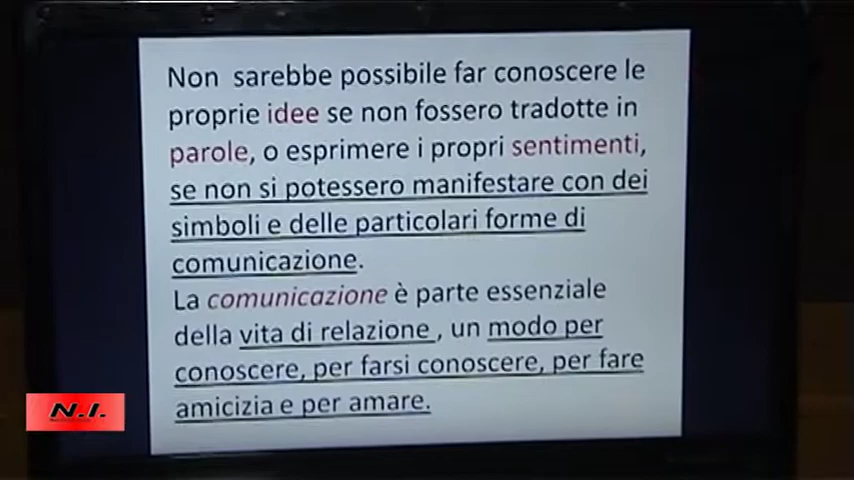 Non sarebbe possibile far conoscere le
proprie idee se non fossero tradotte in
parole, o esprimere i propri sentimenti,
se non si potessero manifestare con dei
simboli e delle particolari forme di
comunicazione.
La comunicazione è parte essenziale
della vita di relazione , un modo per
conoscere, per farsi conoscere, per fare
amicizia e per amare.
N.I.